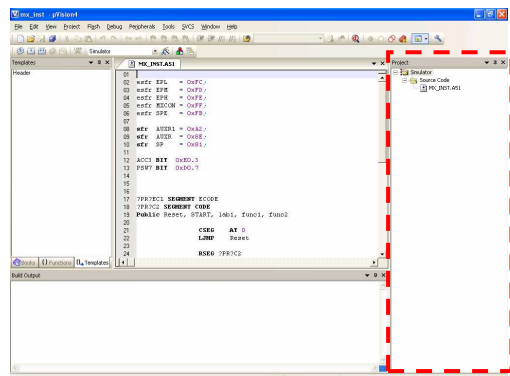 mx_inst - µVision4
File Edit View Project Flash Debug Peripherals Tools SVCS Window Help
Simulator
Templates
Header
Books Functions Templates
MX_INST.A51
01
02 esfr EPL = 0xFC;
03 esfr EPM = 0xFD;
04 esfr EPH = 0xFE;
05 esfr MXCON = 0xFF;
06 esfr SPE = 0xFB;
07
08 sfr AUXR1 = 0xA2;
09 sfr AUXR = 0x8E;
10 sfr SP = 0x81;
11
12 ACC3 BIT 0xE0.3
13 PSW7 BIT 0xD0.7
14
15
16
17 ?PR?EC1 SEGMENT ECODE
18 ?PR?C2 SEGMENT CODE
19 Public Reset, START, lab1, func1, func2
20
21 CSEG AT 0
22 LJMP Reset
23
24 RSEG ?PR?C2
Project
Simulator
Source Code
MX_INST.A51
Build Output